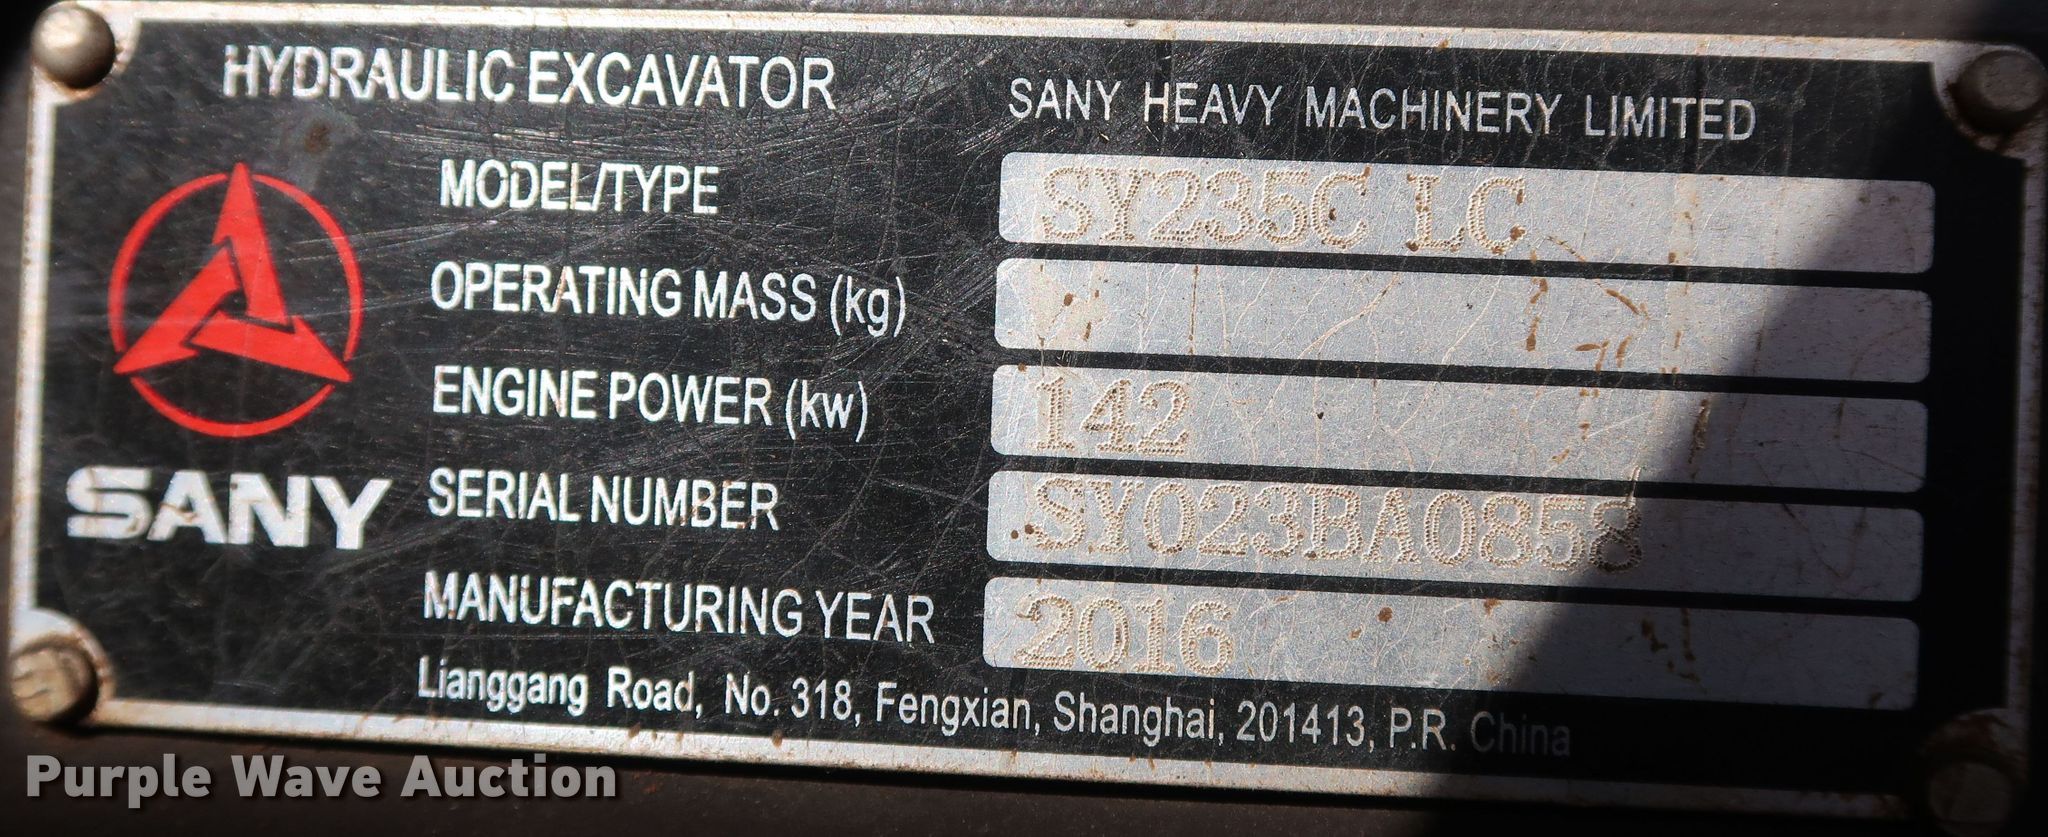 HYDRAULIC EXCAVATOR
SANY HEAVY MACHINERY LIMITED
MODEL/TYPE SY235C LC
OPERATING MASS (kg)
ENGINE POWER (kw) 142
SANY
SERIAL NUMBER SY023BA0858
MANUFACTURING YEAR 2016
Lianggang Road, No. 318, Fengxian, Shanghai, 201413, P.R. China
Purple Wave Auction